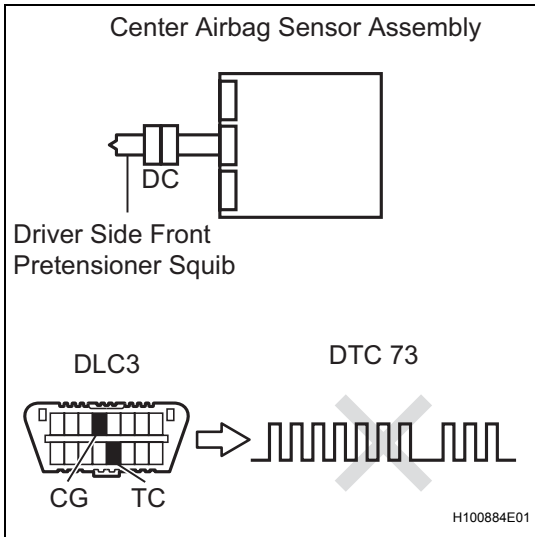 Center Airbag Sensor Assembly
DC
Driver Side Front
Pretensioner Squib
DLC3
DTC 73
CG
TC
H100884E01